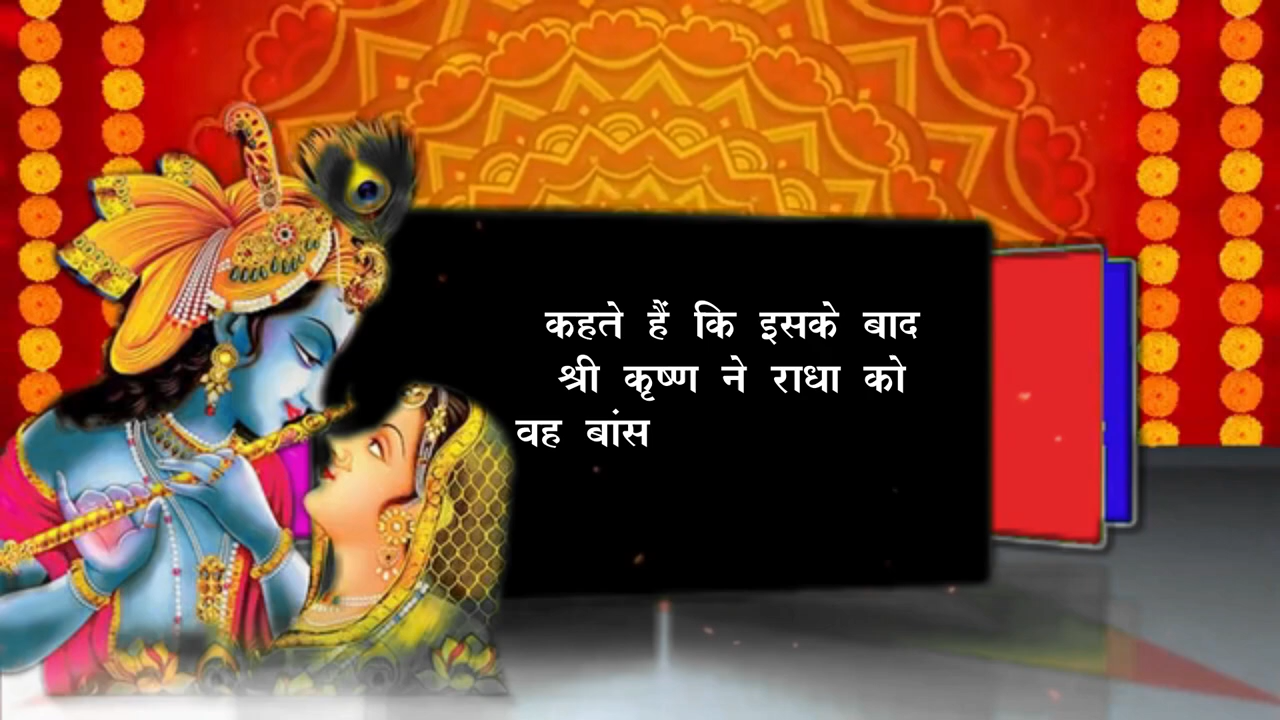 कहते हैं कि इसके बाद
श्री कृष्ण ने राधा को
वह बांस